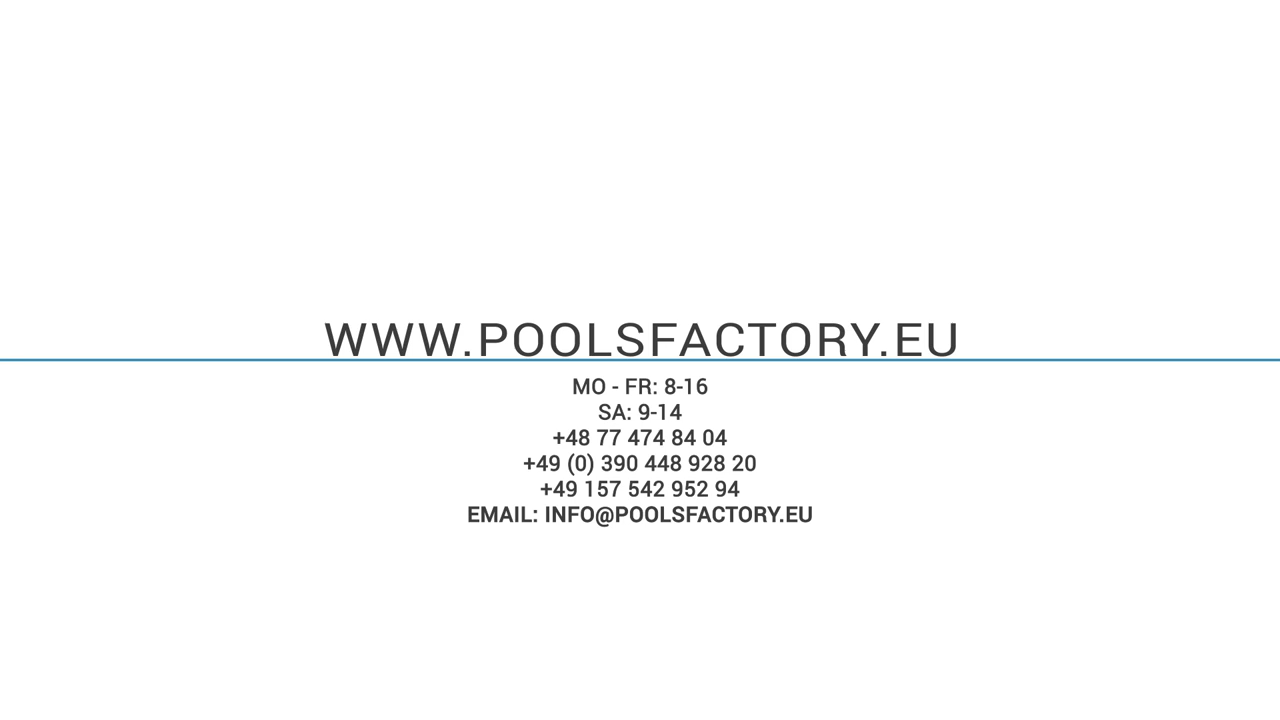 WWW.POOLSFACTORY.EU
MO - FR: 8-16
SA: 9-14
+48 77 474 84 04
+49 (0) 390 448 928 20
+49 157 542 952 94
EMAIL: INFO@POOLSFACTORY.EU